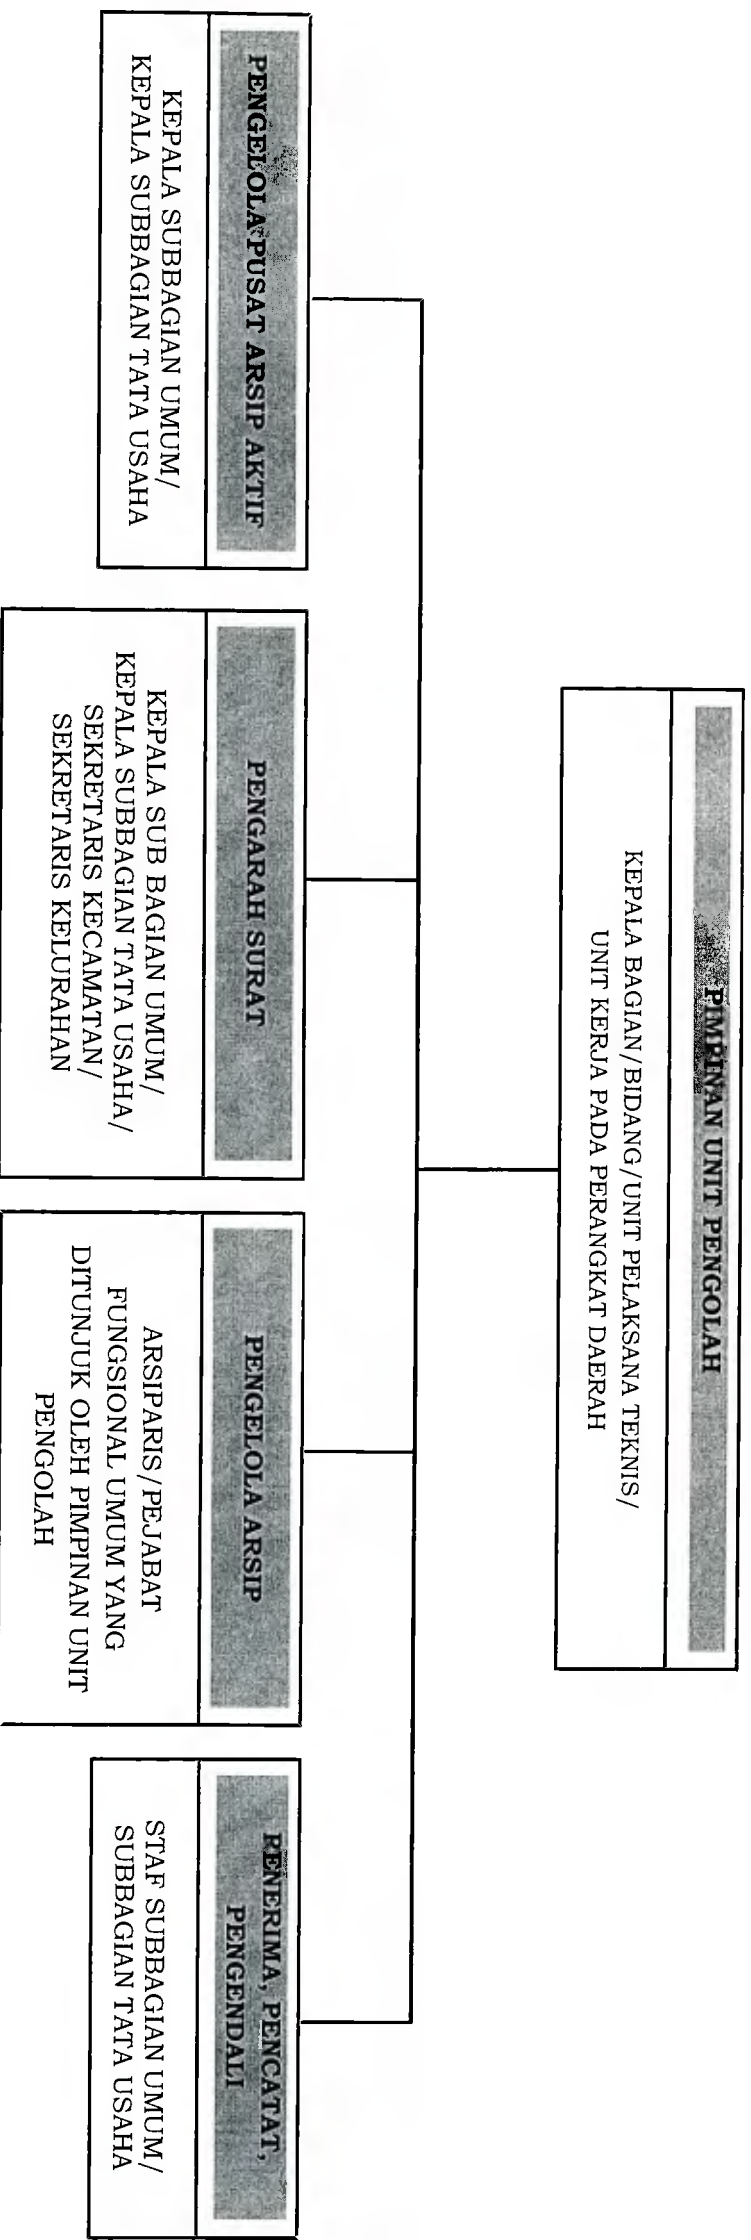 PIMPINAN UNIT PENGOLAH
KEPALA BAGIAN/BIDANG/UNIT PELAKSANA TEKNIS/
UNIT KERJA PADA PERANGKAT DAERAH
PENGELOLA PUSAT ARSIP AKTIF
KEPALA SUBBAGIAN UMUM/
KEPALA SUBBAGIAN TATA USAHA
PENGARAH SURAT
KEPALA SUB BAGIAN UMUM/
KEPALA SUBBAGIAN TATA USAHA/
SEKRETARIS KECAMATAN/
SEKRETARIS KELURAHAN
PENGELOLA ARSIP
ARSIPARIS/PEJABAT
FUNGSIONAL UMUM YANG
DITUNJUK OLEH PIMPINAN UNIT
PENGOLAH
PENERIMA, PENCATAT,
PENGENDALI
STAF SUBBAGIAN UMUM/
SUBBAGIAN TATA USAHA